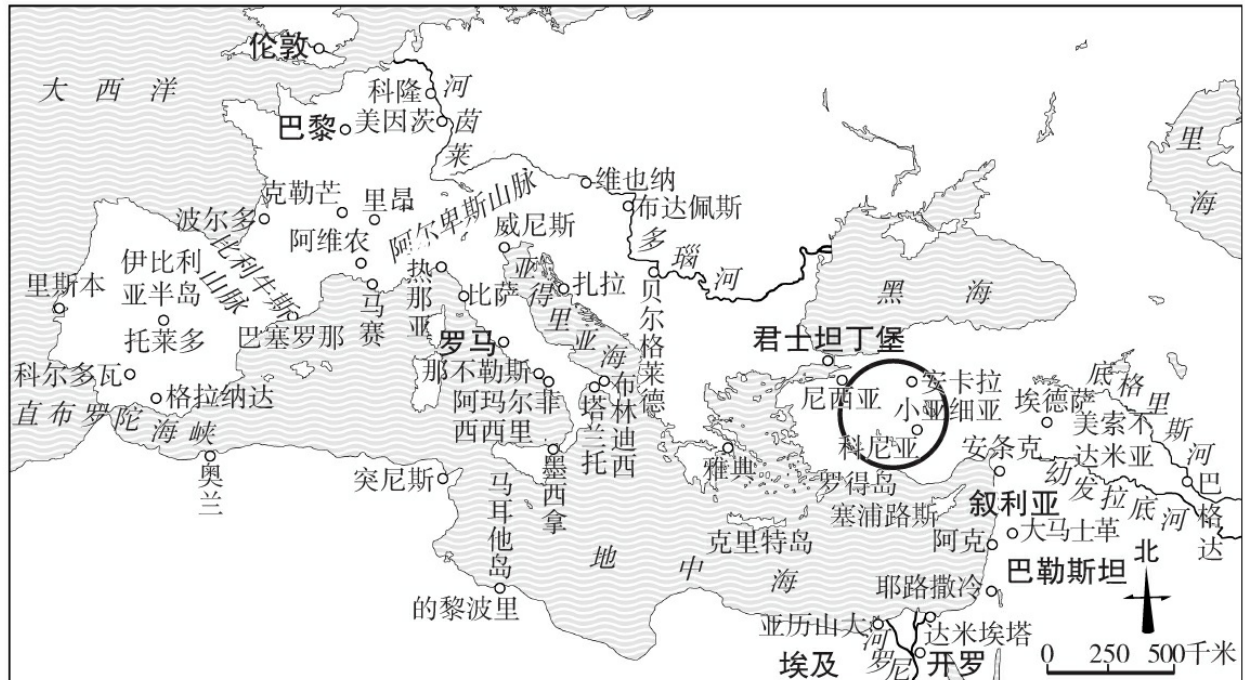 伦敦
大西洋
科隆
巴黎
美因茨
莱茵河
里海
克勒芒
里昂
阿尔卑斯山脉
维也纳
布达佩斯
波尔多
威尼斯
多瑙河
阿维农
比利牛斯山脉
伊比利亚半岛
里斯本
热那亚
亚得里亚海
扎拉
黑海
比萨
马赛
贝尔格莱德
托莱多
巴塞罗那
罗马
君士坦丁堡
科尔多瓦
那不勒斯
布林迪西
尼西亚
安卡拉
底格里斯河
格拉纳达
阿玛尔菲
塔兰托
小亚细亚
埃德萨
美索不达米亚
直布罗陀海峡
西西里
科尼亚
安条克
奥兰
突尼斯
墨西拿
雅典
罗得岛
幼发拉底河
巴格达
马耳他岛
塞浦路斯
叙利亚
克里特岛
大马士革
阿克
地中海
北
巴勒斯坦
耶路撒冷
的黎波里
亚历山大
达米埃塔
尼罗河
埃及
开罗
0 250 500千米